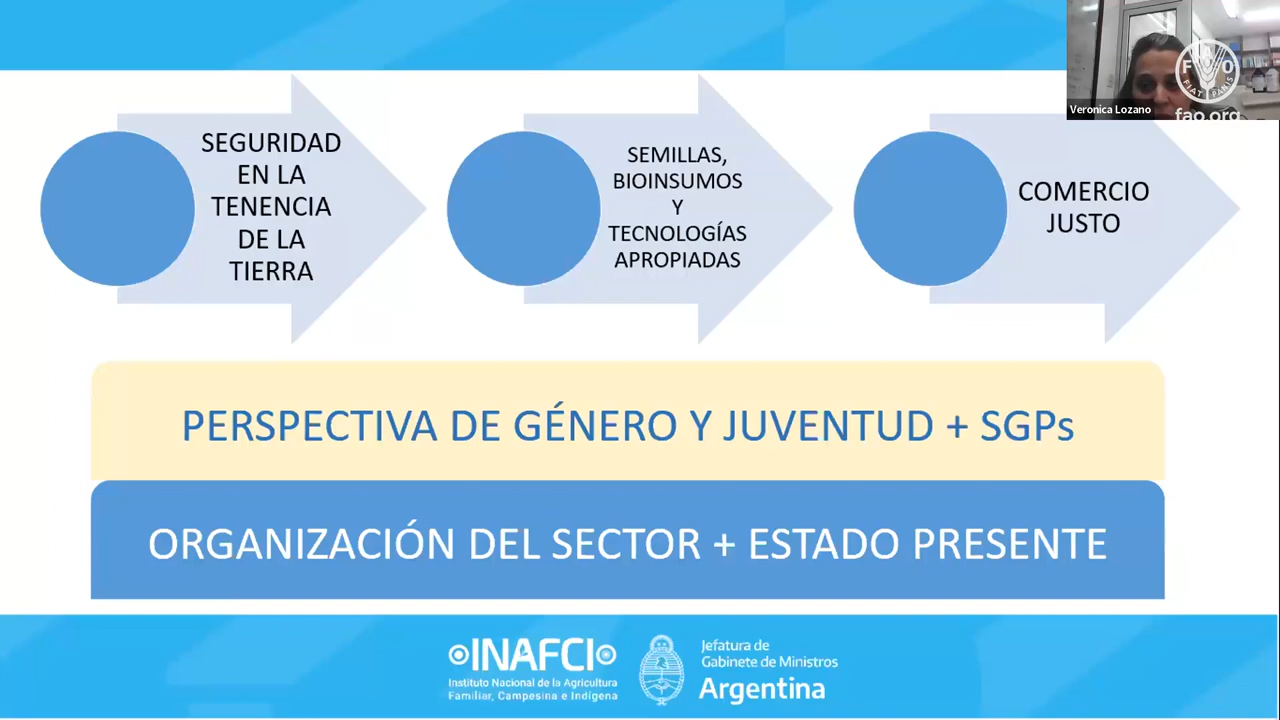 SEGURIDAD
EN LA
TENENCIA
DE LA
TIERRA
SEMILLAS,
BIOINSUMOS
Y
TECNOLOGÍAS
APROPIADAS
COMERCIO
JUSTO
F A O
FIAT PANIS
fao.org
Veronica Lozano
PERSPECTIVA DE GÉNERO Y JUVENTUD + SGPs
ORGANIZACIÓN DEL SECTOR + ESTADO PRESENTE
INAFCI
Instituto Nacional de la Agricultura
Familiar, Campesina e Indígena
Jefatura de
Gabinete de Ministros
Argentina